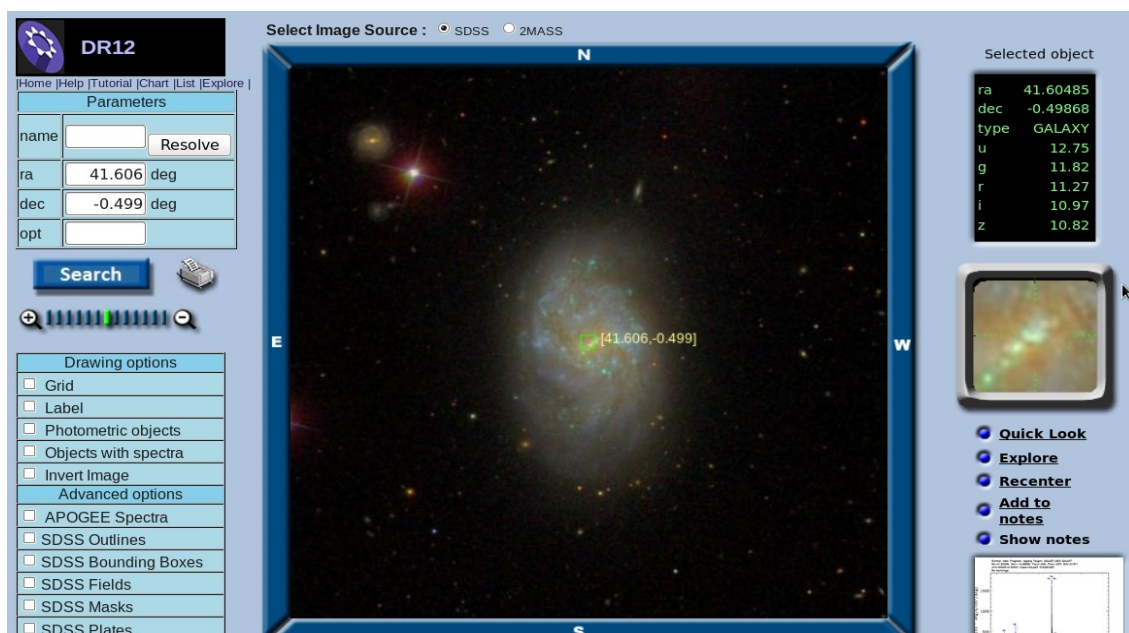 DR12
|Home |Help |Tutorial |Chart |List |Explore |
Parameters
name
Resolve
ra 41.606 deg
dec -0.499 deg
opt
Search
Drawing options
Grid
Label
Photometric objects
Objects with spectra
Invert Image
Advanced options
APOGEE Spectra
SDSS Outlines
SDSS Bounding Boxes
SDSS Fields
SDSS Masks
SDSS Plates
Select Image Source : SDSS 2MASS
N
E
[41.606,-0.499]
W
S
Selected object
ra 41.60485
dec -0.49868
type GALAXY
u 12.75
g 11.82
r 11.27
i 10.97
z 10.82
Quick Look
Explore
Recenter
Add to
notes
Show notes